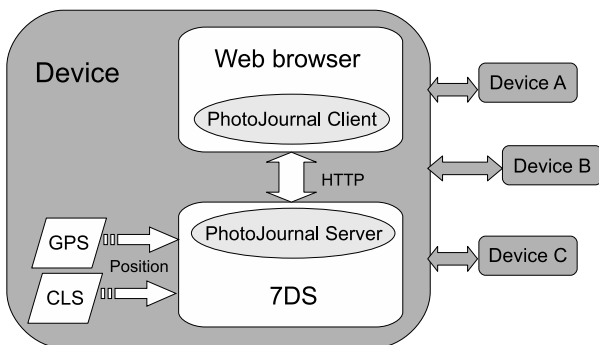 Device
Web browser
PhotoJournal Client
HTTP
PhotoJournal Server
7DS
GPS
Position
CLS
Device A
Device B
Device C